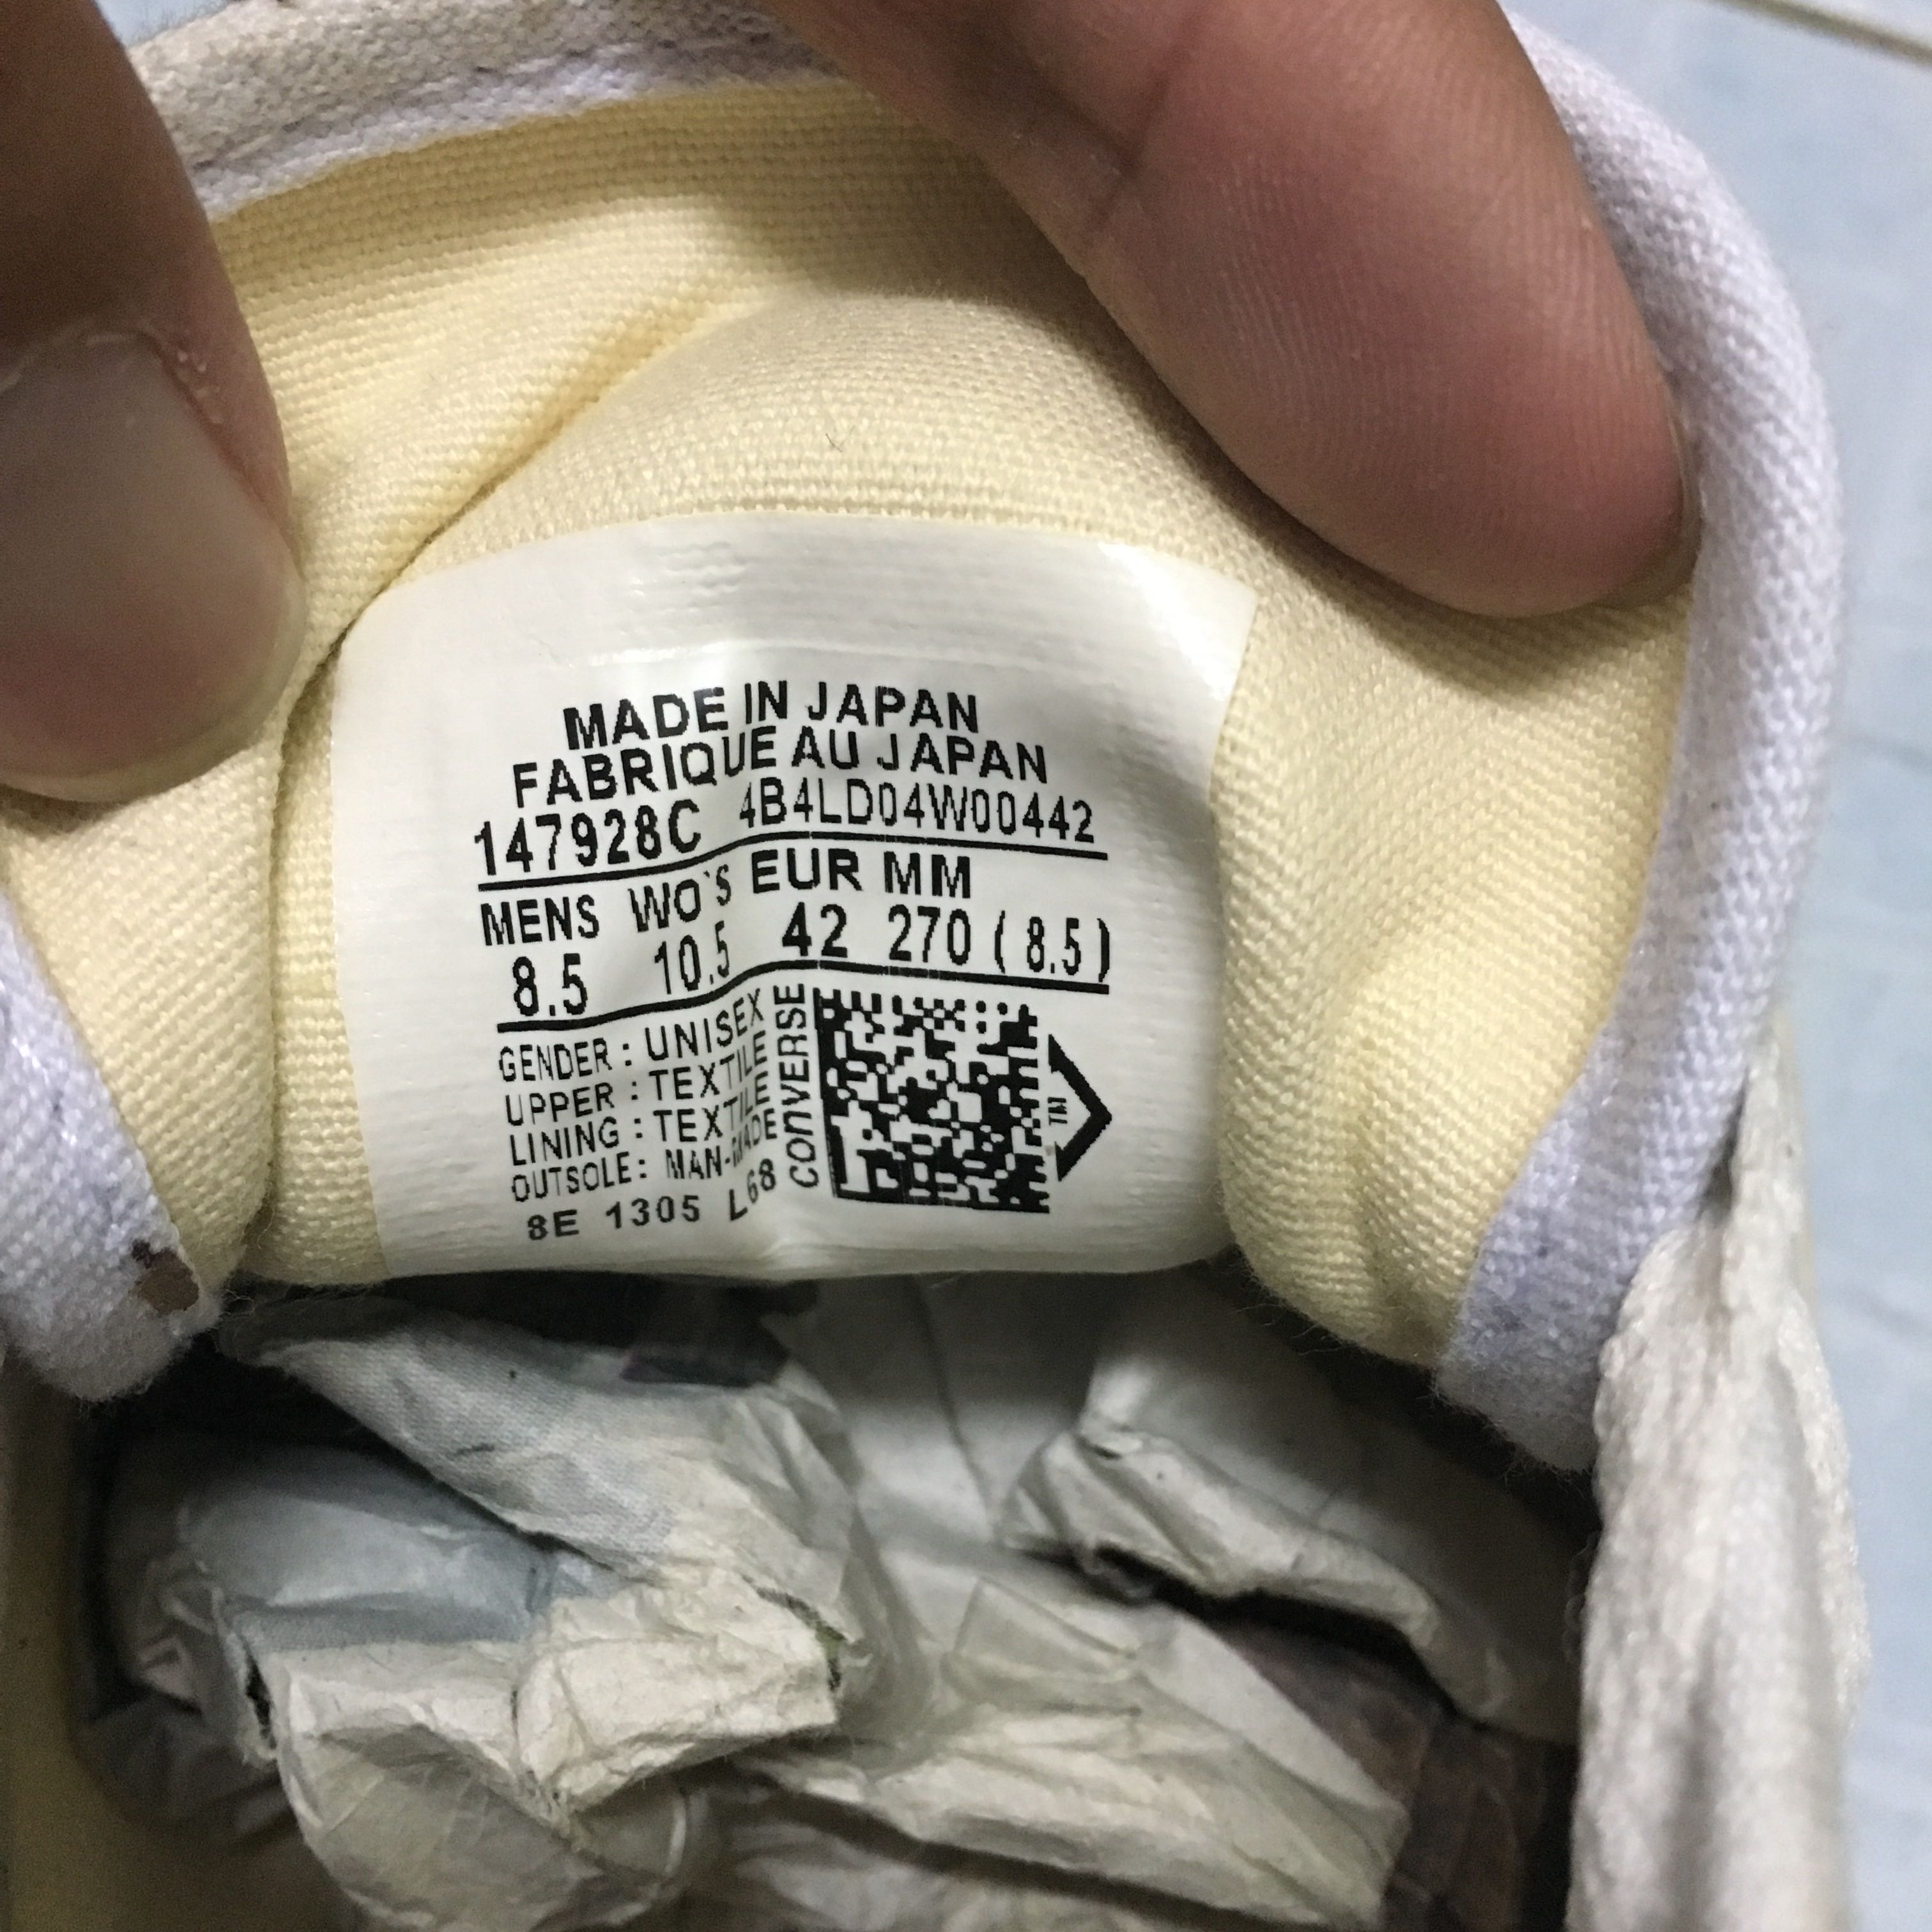 MADE IN JAPAN
FABRIQUE AU JAPAN
147928C 4B4LD04W00442
MENS WO`S EUR MM
8.5 10.5 42 270 ( 8.5 )
GENDER : UNISEX
UPPER : TEXTILE
LINING : TEXTILE
OUTSOLE : MAN-MADE
8E 1305 L68
CONVERSE
TM